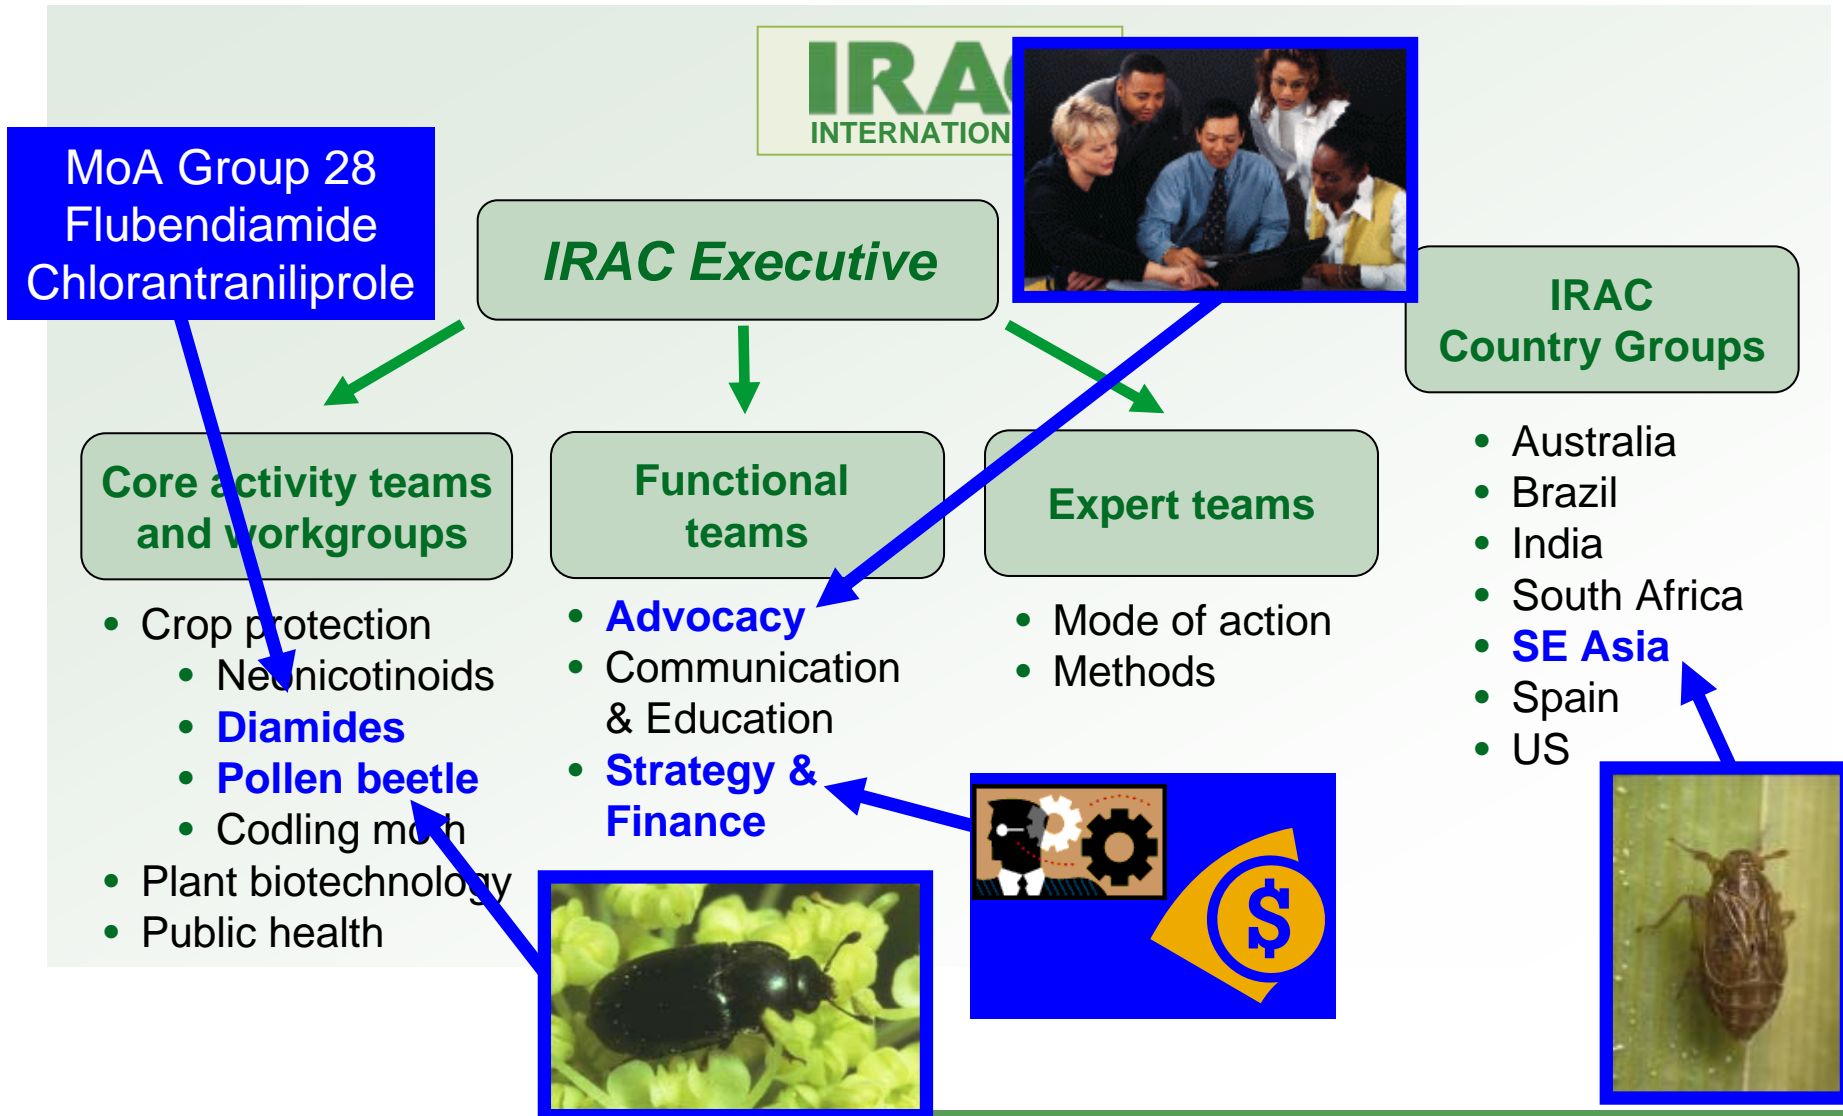 IRA
INTERNATION
MoA Group 28
Flubendiamide
Chlorantraniliprole
IRAC Executive
IRAC
Country Groups
• Australia
• Brazil
• India
• South Africa
• SE Asia
• Spain
• US
Core activity teams
and workgroups
• Crop protection
• Neonicotinoids
• Diamides
• Pollen beetle
• Codling moth
• Plant biotechnology
• Public health
Functional
teams
• Advocacy
• Communication
& Education
• Strategy &
Finance
Expert teams
• Mode of action
• Methods
$